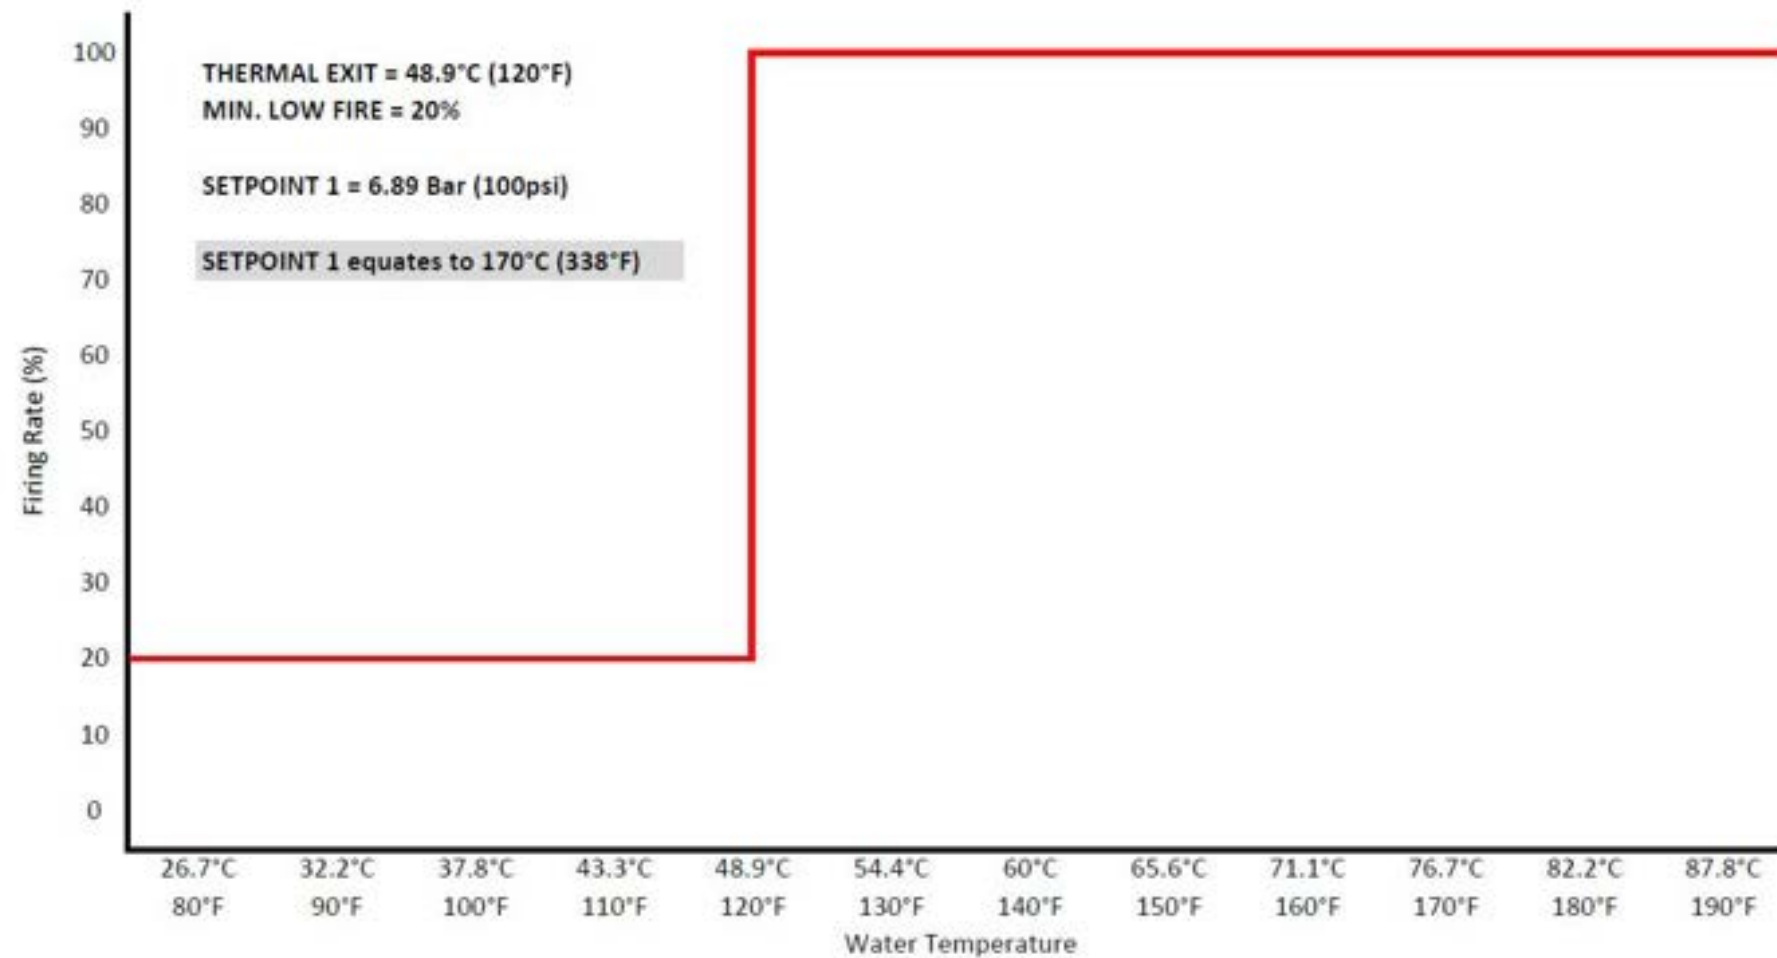 THERMAL EXIT = 48.9°C (120°F)
MIN. LOW FIRE = 20%
SETPOINT 1 = 6.89 Bar (100psi)
SETPOINT 1 equates to 170°C (338°F)
Firing Rate (%)
100
90
80
70
60
50
40
30
20
10
0
26.7°C 32.2°C 37.8°C 43.3°C 48.9°C 54.4°C 60°C 65.6°C 71.1°C 76.7°C 82.2°C 87.8°C
80°F 90°F 100°F 110°F 120°F 130°F 140°F 150°F 160°F 170°F 180°F 190°F
Water Temperature